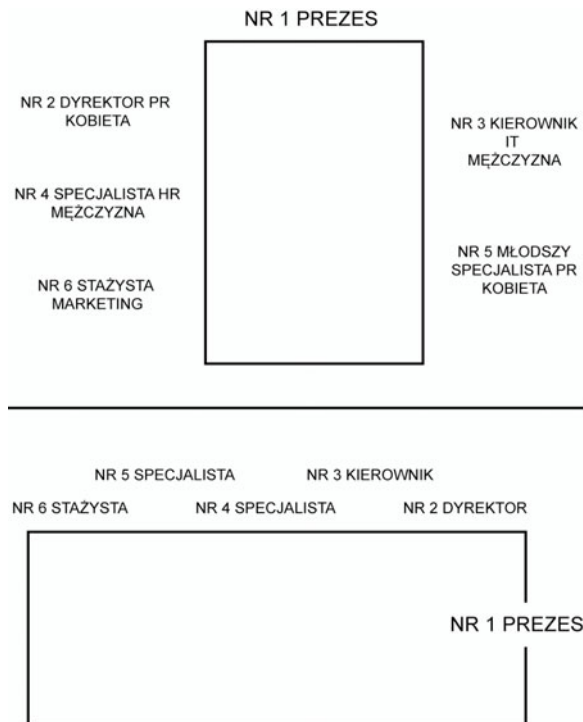 NR 1 PREZES
NR 2 DYREKTOR PR
KOBIETA
NR 3 KIEROWNIK
IT
MĘŻCZYZNA
NR 4 SPECJALISTA HR
MĘŻCZYZNA
NR 5 MŁODSZY
SPECJALISTA PR
KOBIETA
NR 6 STAŻYSTA
MARKETING
NR 5 SPECJALISTA
NR 3 KIEROWNIK
NR 6 STAŻYSTA
NR 4 SPECJALISTA
NR 2 DYREKTOR
NR 1 PREZES